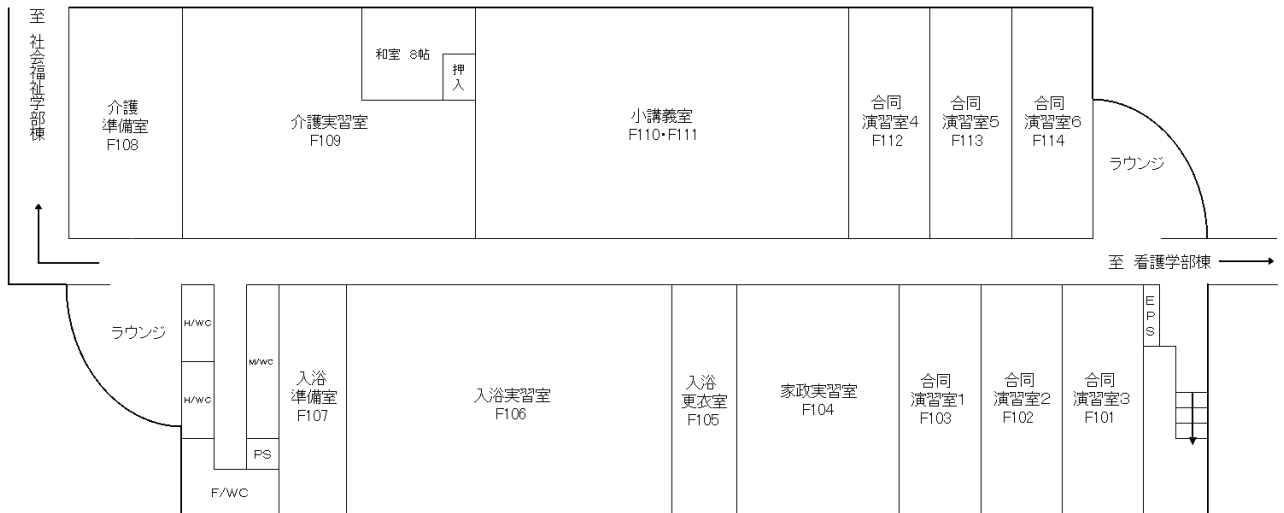 至 社会福祉学部棟
介護
準備室
F108
介護実習室
F109
和室 8帖
押入
小講義室
F110・F111
合同
演習室4
F112
合同
演習室5
F113
合同
演習室6
F114
ラウンジ
至 看護学部棟
ラウンジ
H/WC
H/WC
M/WC
PS
F/WC
入浴
準備室
F107
入浴実習室
F106
入浴
更衣室
F105
家政実習室
F104
合同
演習室1
F103
合同
演習室2
F102
合同
演習室3
F101
EPS